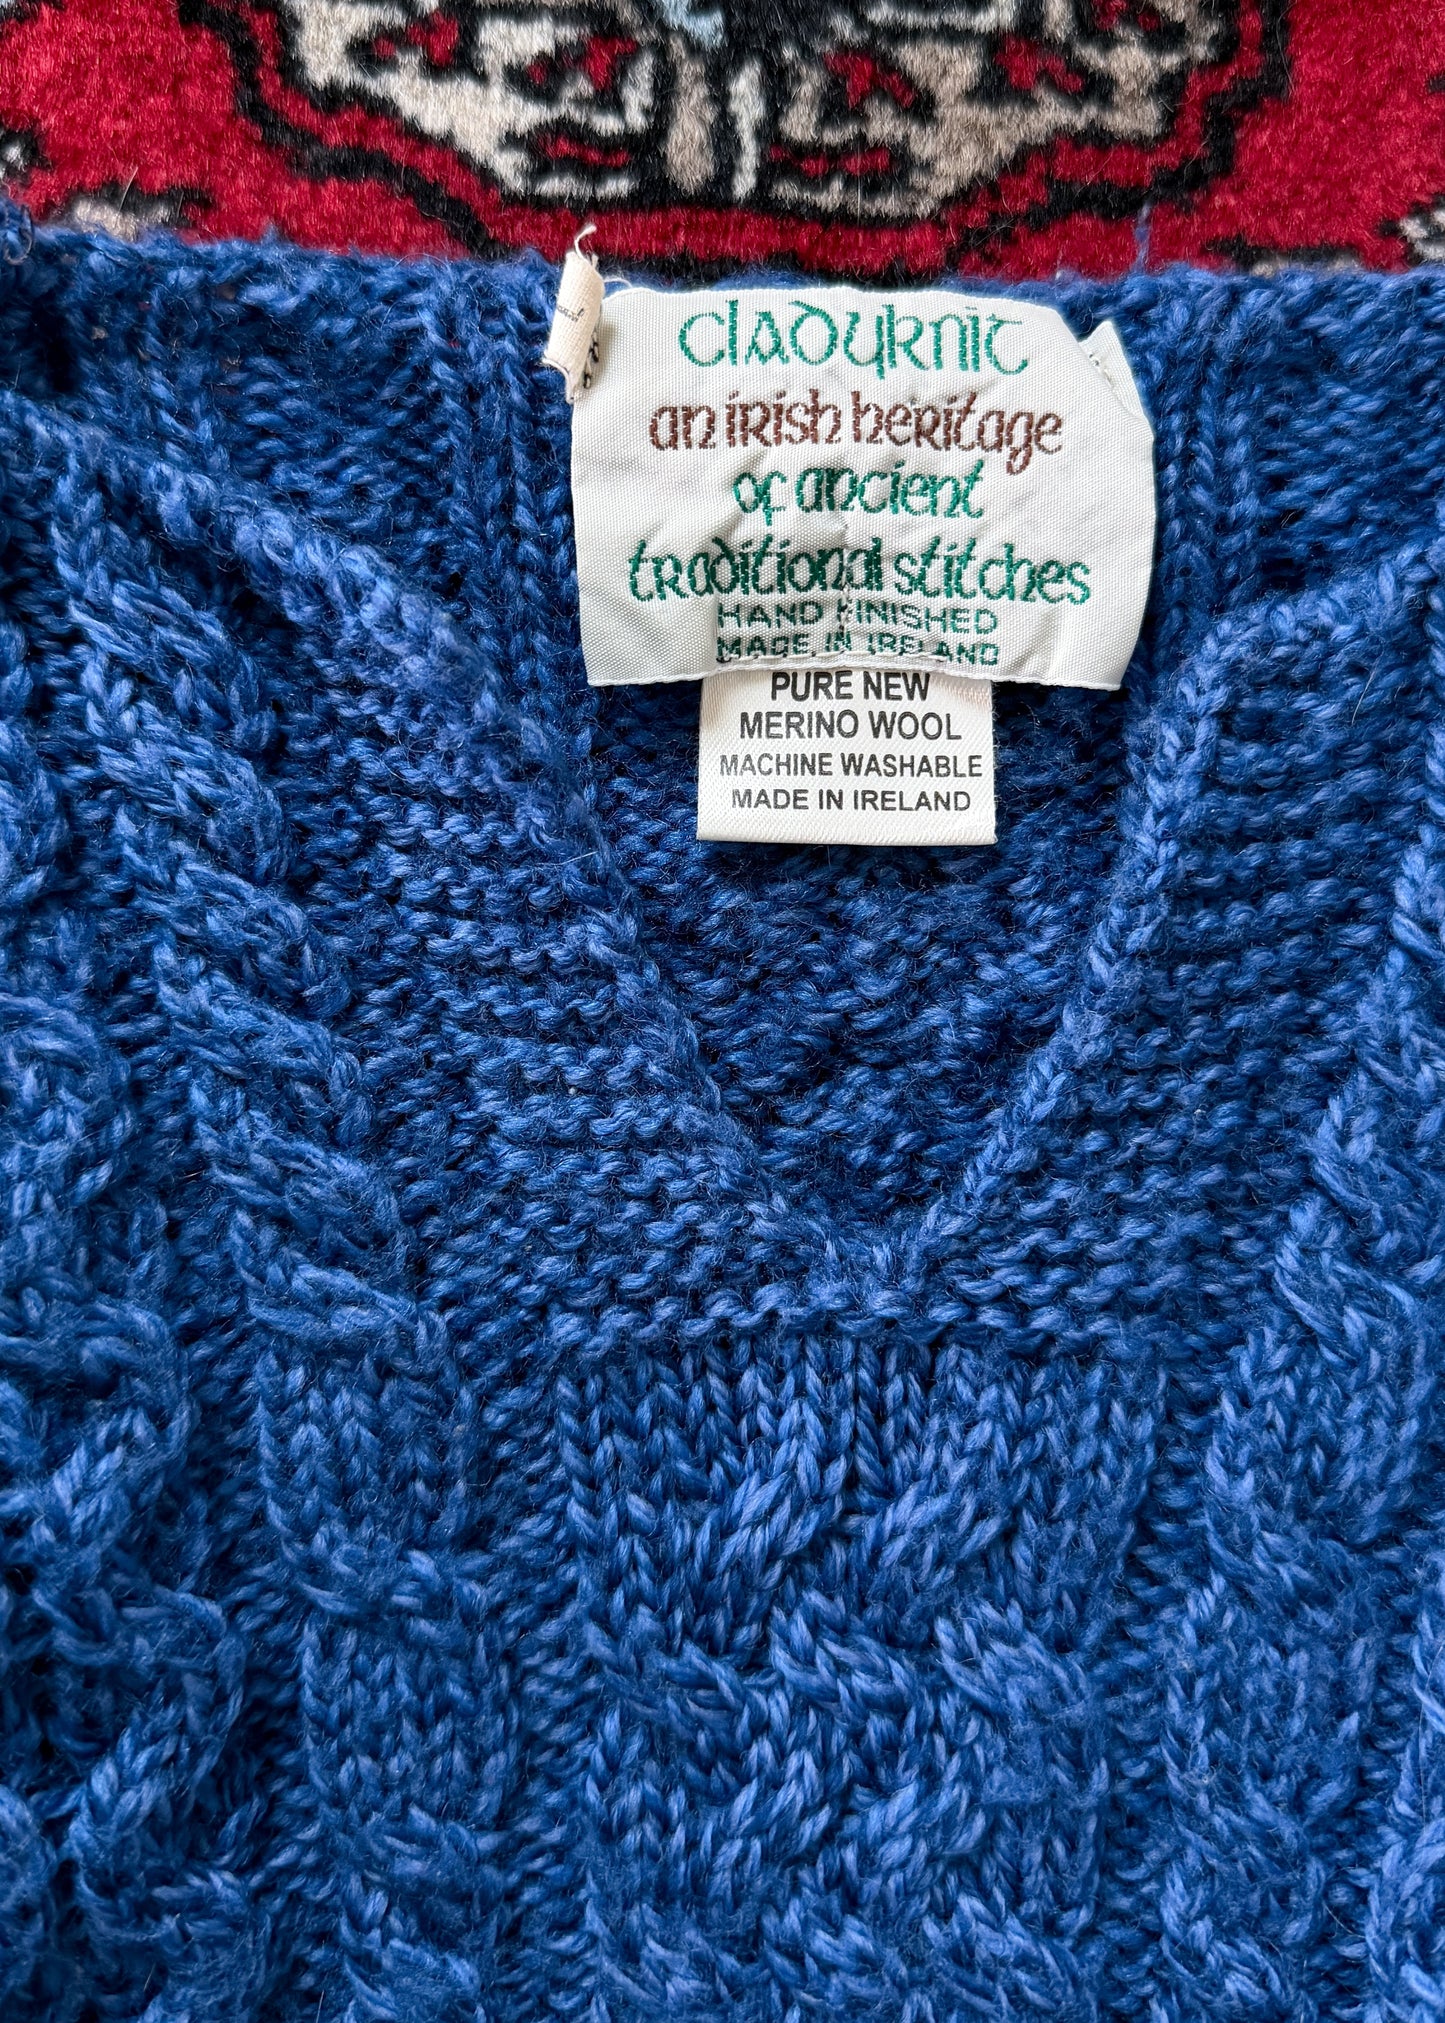 cladyknit
an irish heritage
of ancient
traditional stitches
HAND FINISHED
MADE IN IRELAND
PURE NEW
MERINO WOOL
MACHINE WASHABLE
MADE IN IRELAND